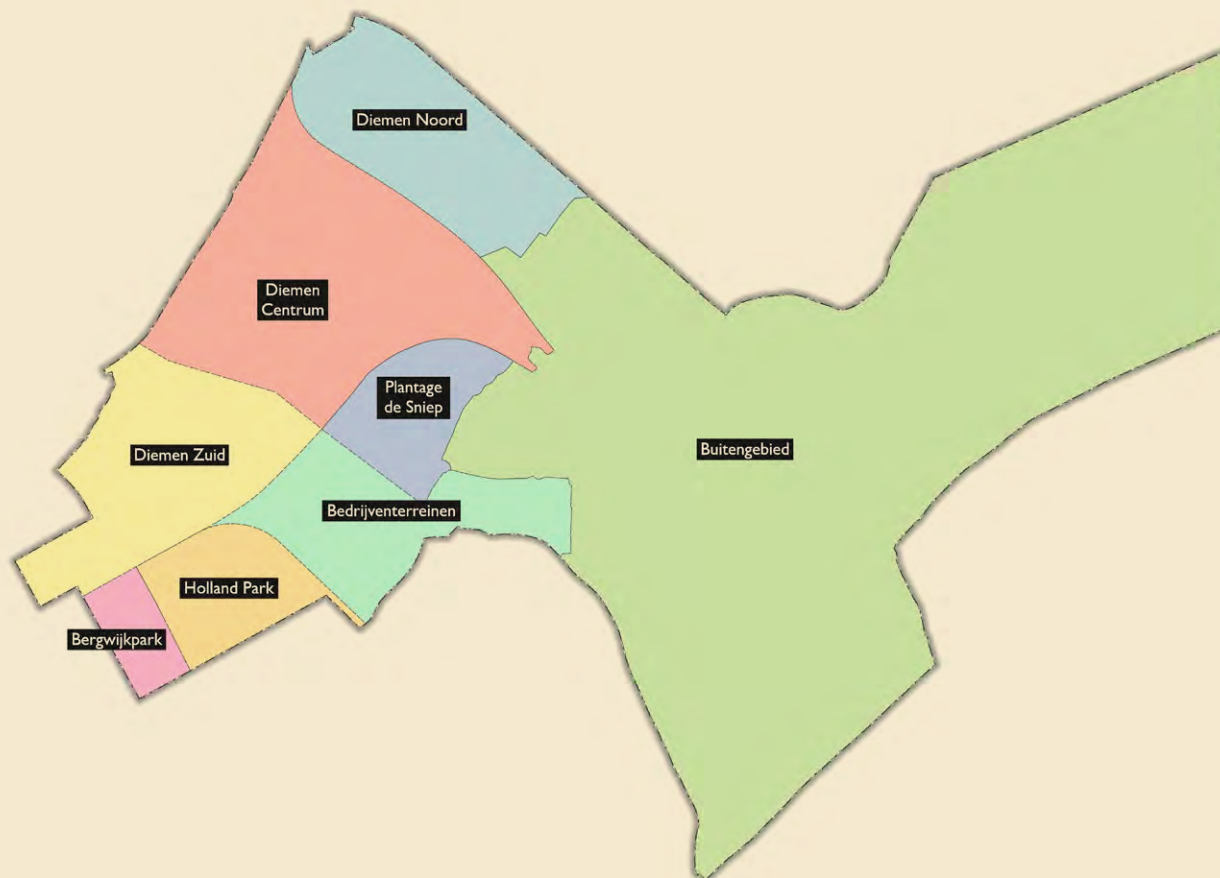 Diemen Noord
Diemen
Centrum
Plantage
de Sniep
Diemen Zuid
Buitengebied
Bedrijventerreinen
Holland Park
Bergwijkpark